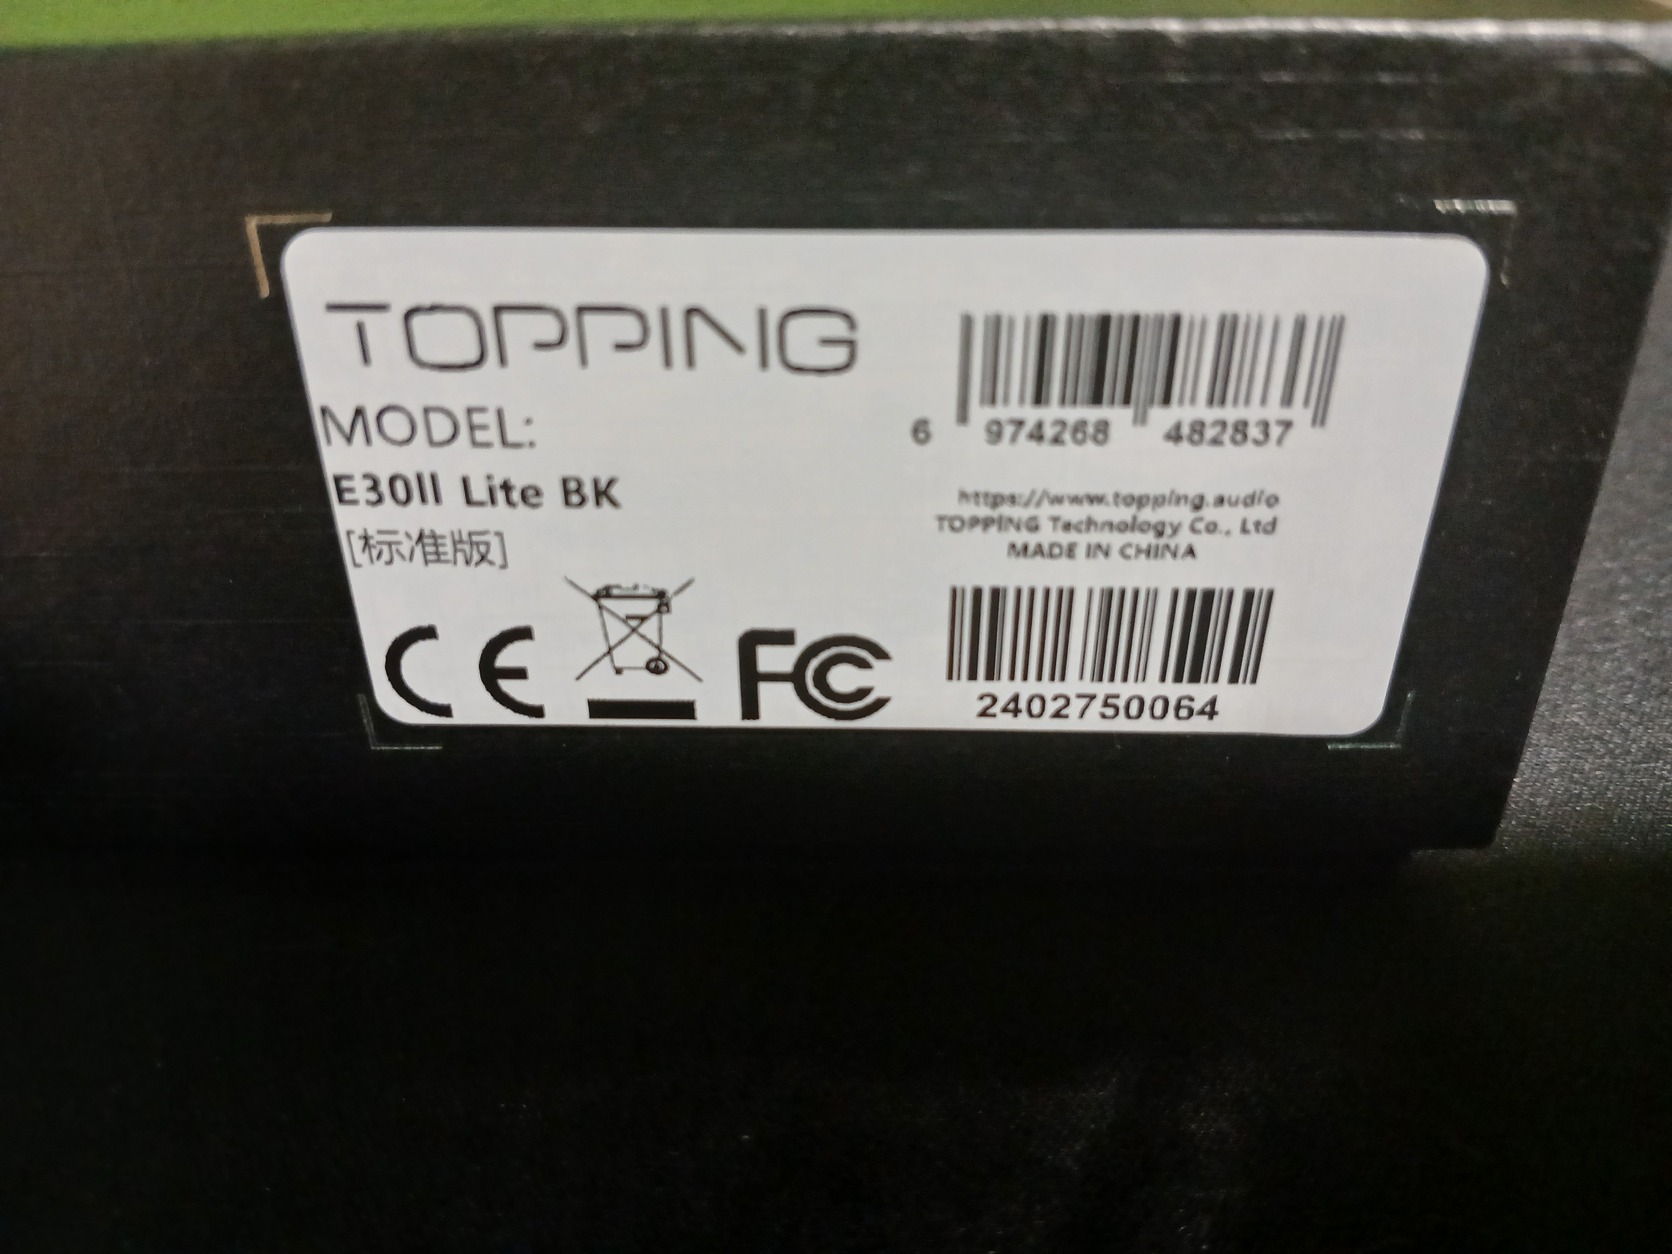 TOPPING
MODEL:
E30II Lite BK
[标准版]
CE
FC
6 974268 482837
https://www.topping.audio
TOPPING Technology Co., Ltd
MADE IN CHINA
2402750064